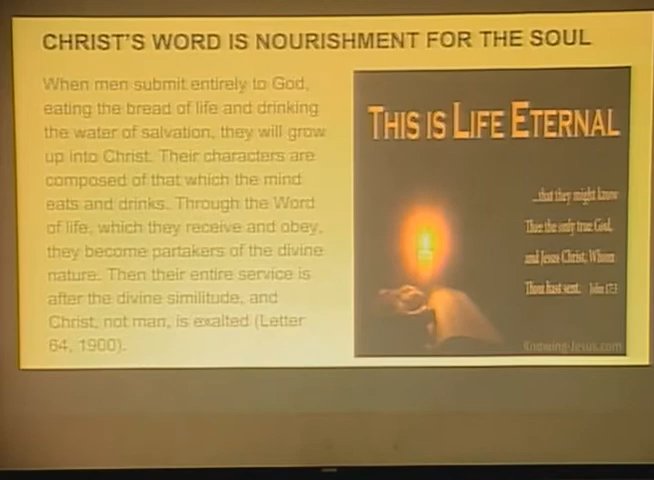 CHRIST'S WORD IS NOURISHMENT FOR THE SOUL
When men submit entirely to God,
eating the bread of life and drinking
the water of salvation, they will grow
up into Christ. Their characters are
composed of that which the mind
eats and drinks. Through the Word
of life, which they receive and obey,
they become partakers of the divine
nature. Then their entire service is
after the divine similitude, and
Christ, not man, is exalted (Letter
64, 1900).
THIS IS LIFE ETERNAL
...that they might know
Thee the only true God,
and Jesus Christ, Whom
Thou hast sent. John 17:3
Knowing-Jesus.com